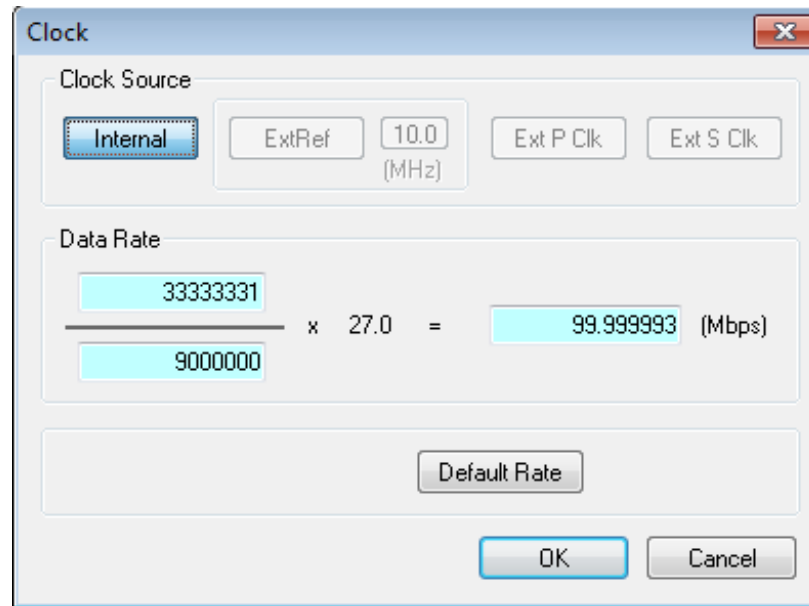 Clock
Clock Source
Internal ExtRef 10.0 Ext P Clk Ext S Clk
(MHz)
Data Rate
33333331
x 27.0 = 99.999993 (Mbps)
9000000
Default Rate
OK Cancel